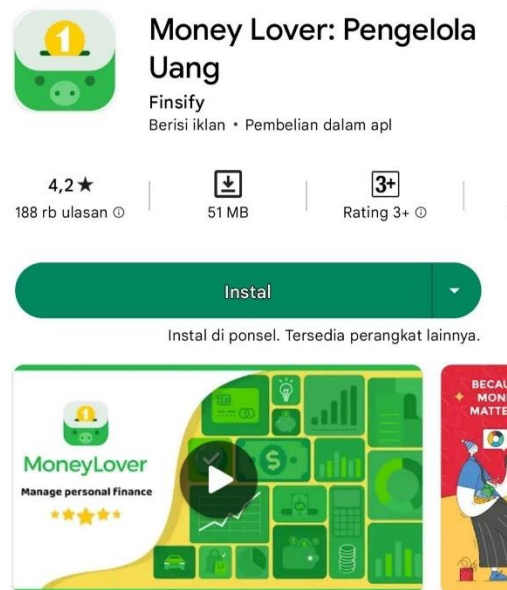 Money Lover: Pengelola
Uang
Finsify
Berisi iklan • Pembelian dalam apl
4,2★
188 rb ulasan
51 MB
3+
Rating 3+
Instal
Instal di ponsel. Tersedia perangkat lainnya.
1
MoneyLover
Manage personal finance
$